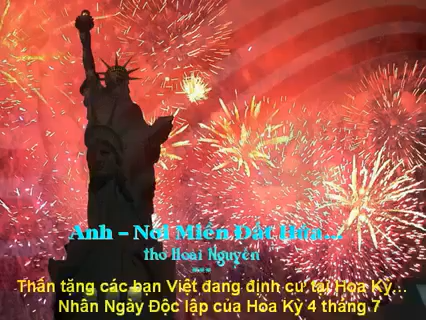 Anh - Nơi Miền Đất Hứa...
thơ Hoài Nguyễn
***
Thân tặng các bạn Việt đang định cư tại Hoa Kỳ...
Nhân Ngày Độc lập của Hoa Kỳ 4 tháng 7